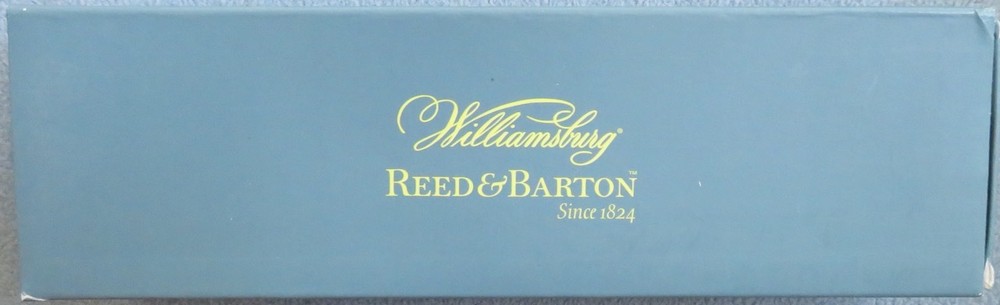 Williamsburg®
REED & BARTON™
Since 1824